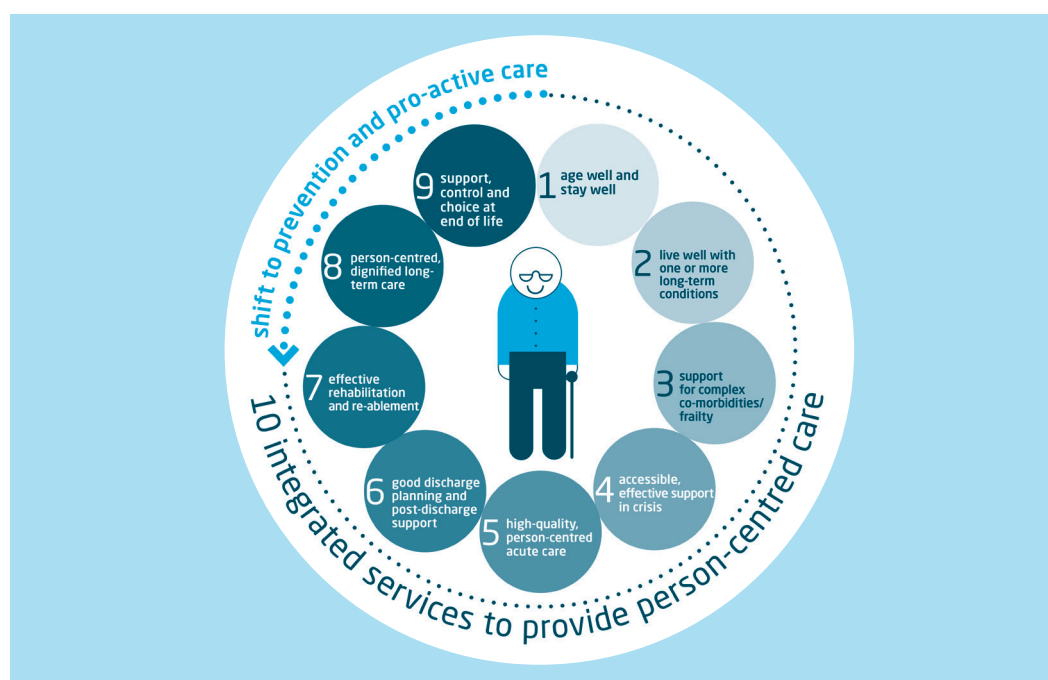 shift to prevention and pro-active care
1 age well and
stay well
2 live well with
one or more
long-term
conditions
3 support
for complex
co-morbidities/
frailty
4 accessible,
effective support
in crisis
5 high-quality,
person-centred
acute care
6 good discharge
planning and
post-discharge
support
7 effective
rehabilitation
and re-ablement
8 person-centred,
dignified long-
term care
9 support,
control and
choice at
end of life
10 integrated services to provide person-centred care